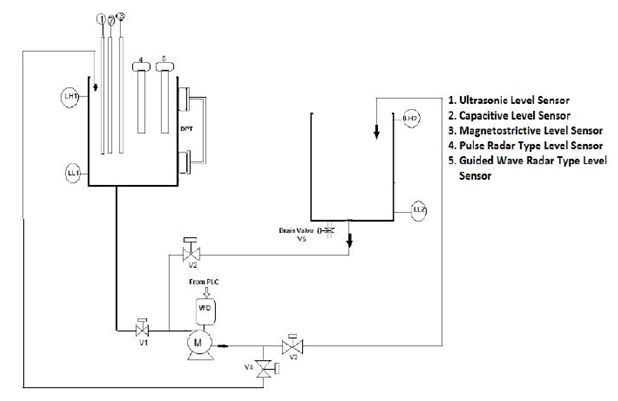 1 2 3
4 5
LH1
DPT
LL1
LH2
LL2
1. Ultrasonic Level Sensor
2. Capacitive Level Sensor
3. Magnetostrictive Level Sensor
4. Pulse Radar Type Level Sensor
5. Guided Wave Radar Type Level
Sensor
Drain Valve
V5
V2
From PLC
VFD
V1
M
V3
V4